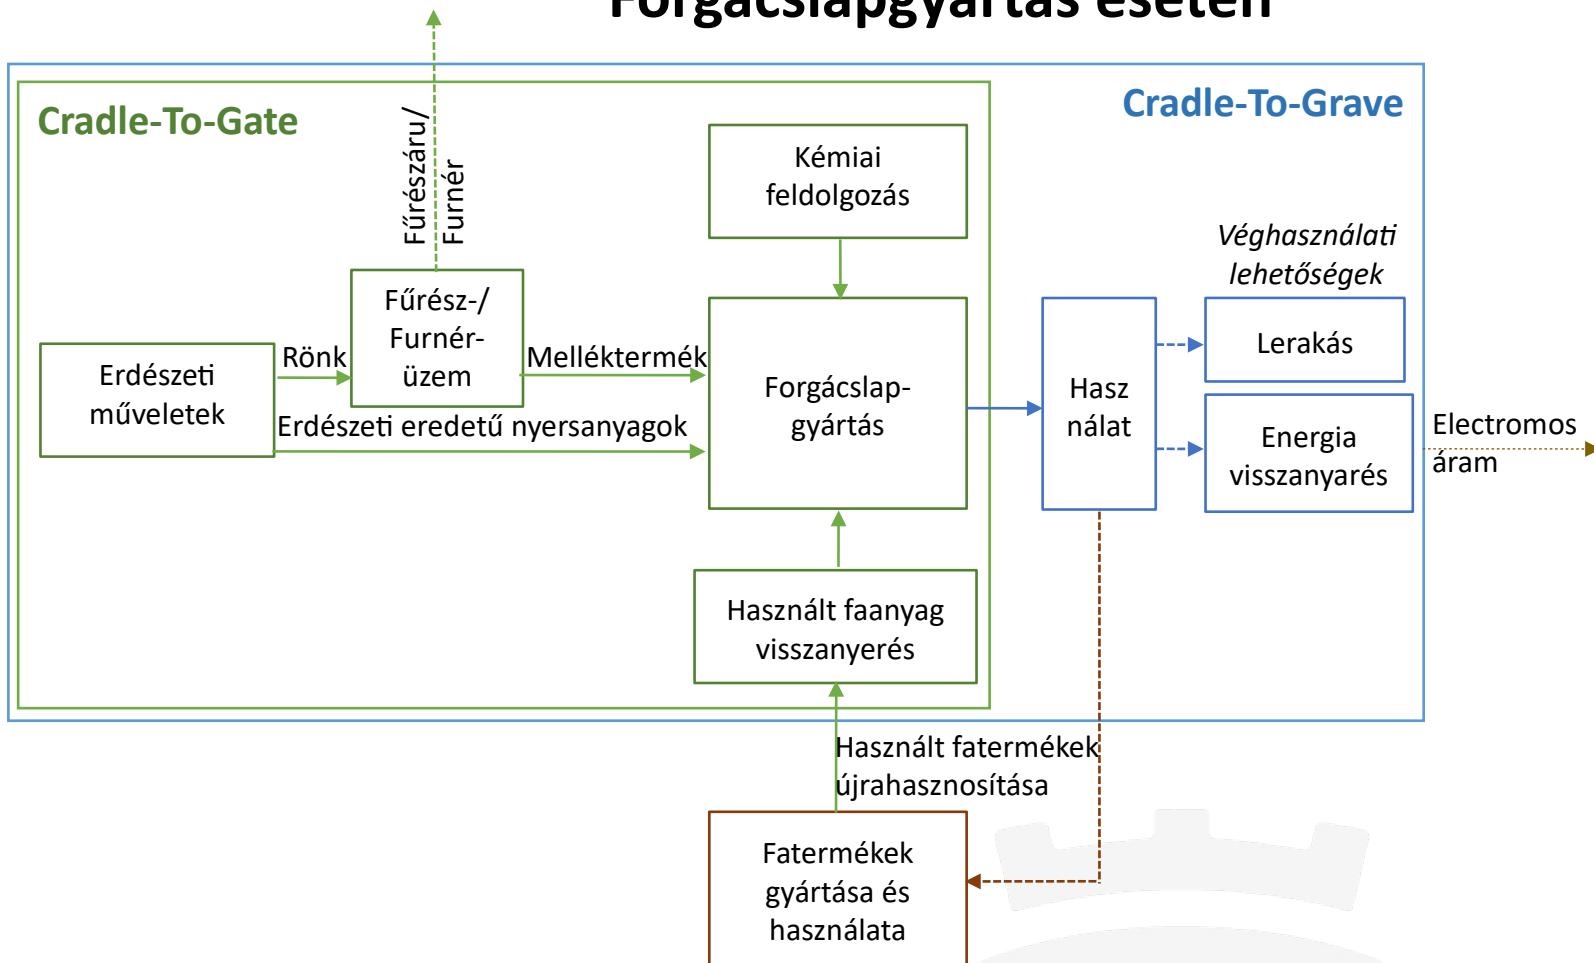 Forgácslapgyártás esetén
Cradle-To-Gate
Cradle-To-Grave
Fűrészáru/
Furnér
Kémiai
feldolgozás
Véghasználati
lehetőségek
Erdészeti
műveletek
Rönk
Fűrész-/
Furnér-
üzem
Melléktermék
Erdészeti eredetű nyersanyagok
Forgácslap-
gyártás
Hasz
nálat
Lerakás
Energia
visszanyarés
Electromos
áram
Használt faanyag
visszanyerés
Használt fatermékek
újrahasznosítása
Fatermékek
gyártása és
használata